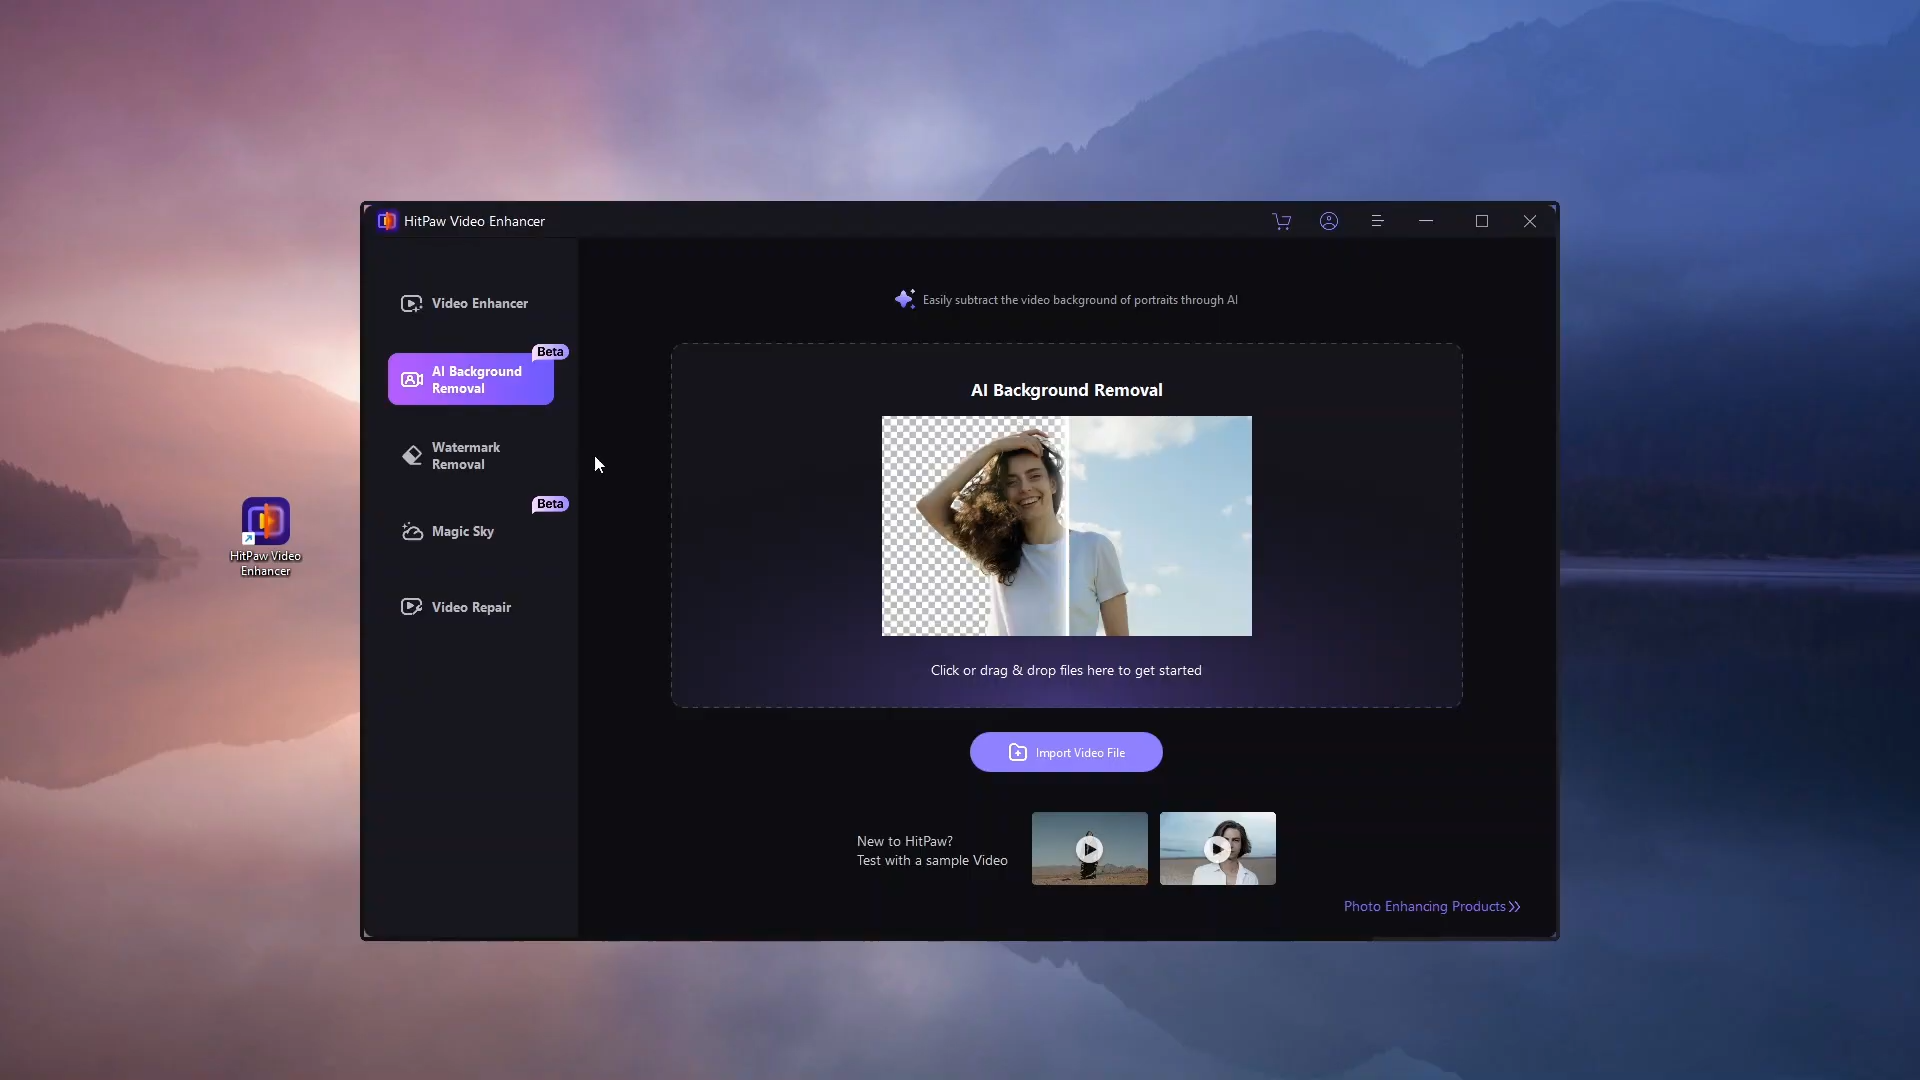 HitPaw Video Enhancer
Video Enhancer
Beta
AI Background
Removal
Watermark
Removal
Beta
Magic Sky
Video Repair
Easily subtract the video background of portraits through AI
AI Background Removal
Click or drag & drop files here to get started
Import Video File
New to HitPaw?
Test with a sample Video
Photo Enhancing Products
HitPaw Video
Enhancer